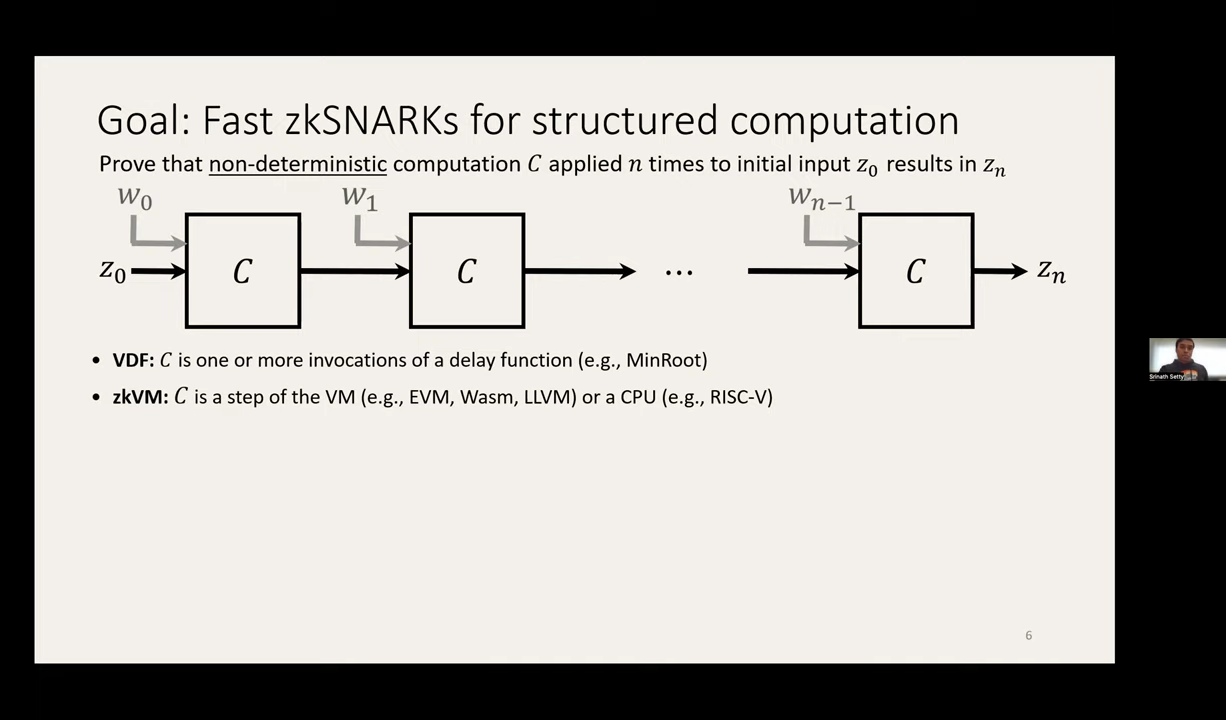 Goal: Fast zkSNARKs for structured computation
Prove that non-deterministic computation C applied n times to initial input z₀ results in zₙ
w₀ w₁ wₙ₋₁
z₀ C C ... C zₙ
• VDF: C is one or more invocations of a delay function (e.g., MinRoot)
• zkVM: C is a step of the VM (e.g., EVM, Wasm, LLVM) or a CPU (e.g., RISC-V)
Srinath Setty
6